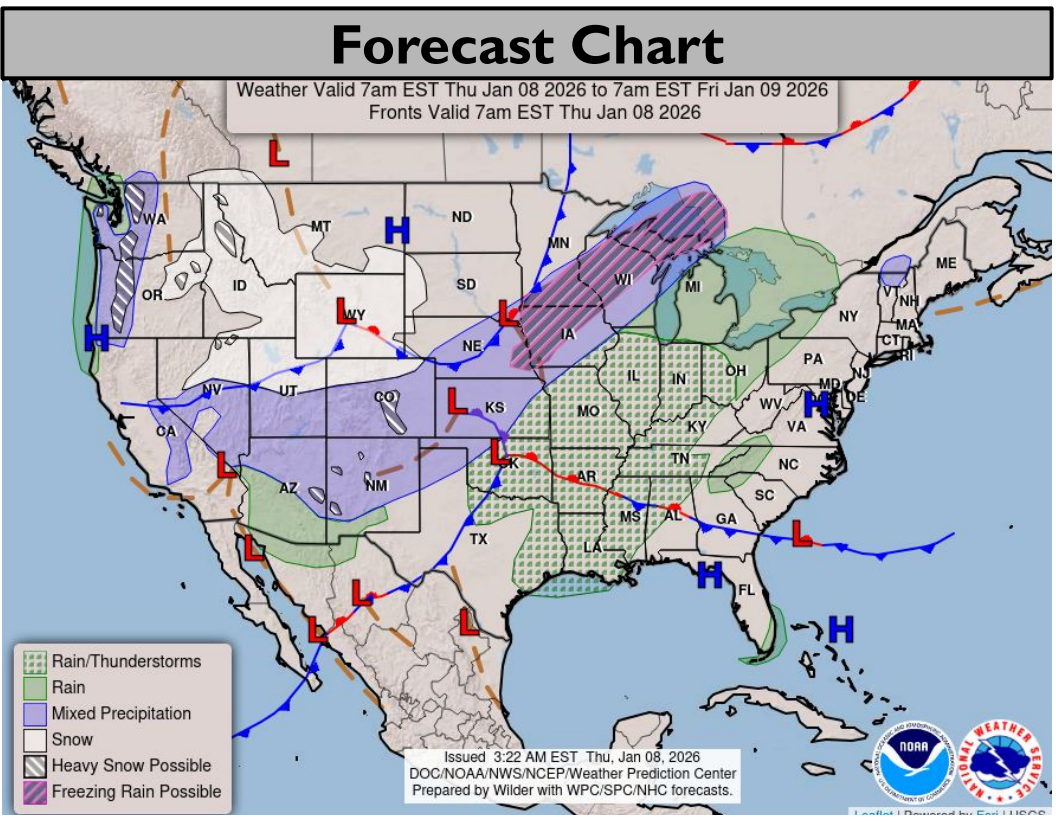 Forecast Chart
Weather Valid 7am EST Thu Jan 08 2026 to 7am EST Fri Jan 09 2026
Fronts Valid 7am EST Thu Jan 08 2026
L
WA
MT
H
ND
MN
ME
OR
ID
SD
WI
MI
VT
NH
L
WY
L
IA
NY
MA
H
NE
CT
RI
PA
NV
UT
CO
IL
IN
OH
NJ
MD
DE
L
KS
MO
WV
H
VA
CA
KY
L
L
K
TN
NC
AZ
NM
AR
SC
MS
AL
GA
TX
L
L
LA
H
FL
L
L
L
H
Rain/Thunderstorms
Rain
Mixed Precipitation
Snow
Heavy Snow Possible
Freezing Rain Possible
Issued 3:22 AM EST Thu, Jan 08, 2026
DOC/NOAA/NWS/NCEP/Weather Prediction Center
Prepared by Wilder with WPC/SPC/NHC forecasts.
NOAA
NATIONAL WEATHER SERVICE
Leaflet | Powered by Esri | USGS